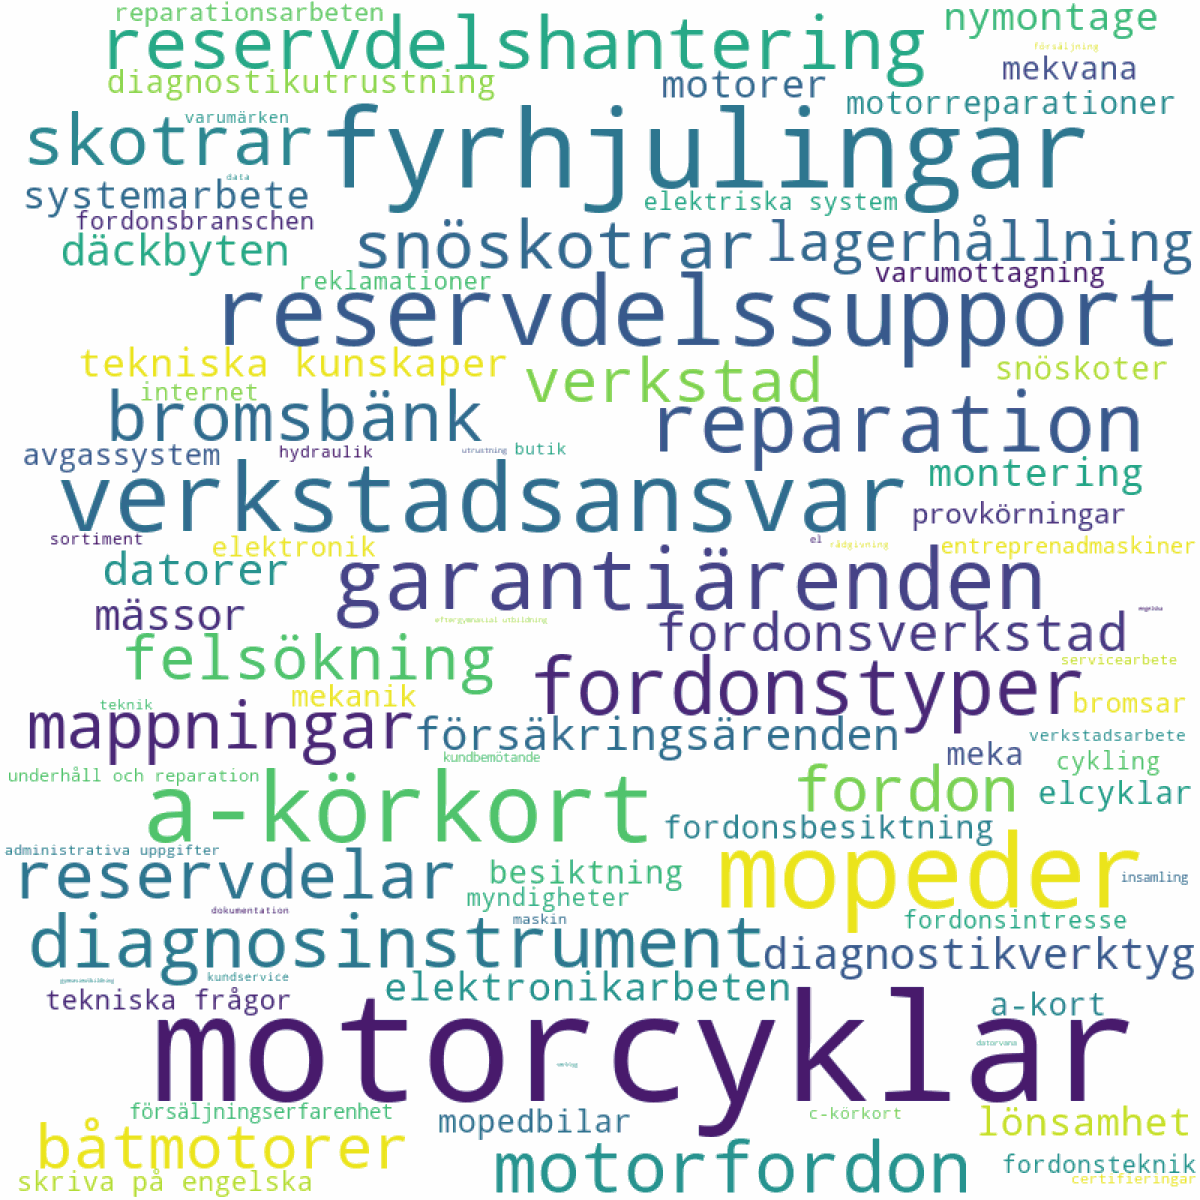 reparationsarbeten
nymontage
reservdelshantering
försäljning
mekvana
diagnostikutrustning
motorer
motorreparationer
varumärken
skotrar
fyrhjulingar
data
systemarbete
elektriska system
fordonsbranschen
däckbyten
snöskotrar
lagerhållning
reklamationer
varumottagning
reservdelssupport
tekniska kunskaper
verkstad
snöskoter
internet
bromsbänk
reparation
avgassystem
hydraulik
utrustning
butik
montering
verkstadsansvar
provkörningar
sortiment
elektronik
el
rådgivning
entreprenadmaskiner
datorer
garantiärenden
mässor
engelska
eftergymnasial utbildning
fordonsverkstad
felsökning
servicearbete
fordonstyper
mekanik
bromsar
teknik
mappningar
försäkringsärenden
verkstadsarbete
meka
kundbemötande
cykling
underhåll och reparation
a-körkort
fordon
elcyklar
fordonsbesiktning
administrativa uppgifter
reservdelar
besiktning
mopeder
insamling
myndigheter
dokumentation
maskin
fordonsintresse
diagnosinstrument
diagnostikverktyg
kundservice
gymnasieutbildning
tekniska frågor
elektronikarbeten
a-kort
motorcyklar
datorvana
verktyg
försäljningserfarenhet
mopedbilar
c-körkort
lönsamhet
båtmotorer
motorfordon
fordonsteknik
skriva på engelska
certifieringar